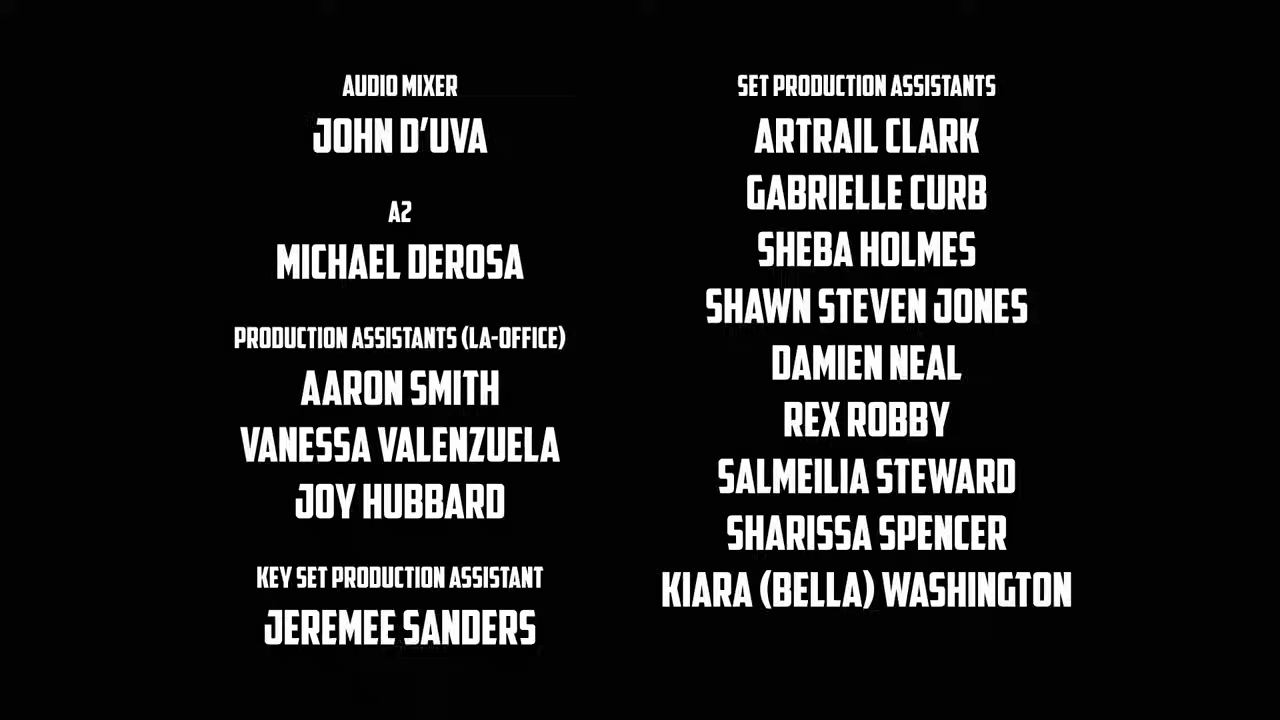 AUDIO MIXER
JOHN D'UVA
A2
MICHAEL DEROSA
PRODUCTION ASSISTANTS (LA-OFFICE)
AARON SMITH
VANESSA VALENZUELA
JOY HUBBARD
KEY SET PRODUCTION ASSISTANT
JEREMEE SANDERS
SET PRODUCTION ASSISTANTS
ARTRAIL CLARK
GABRIELLE CURB
SHEBA HOLMES
SHAWN STEVEN JONES
DAMIEN NEAL
REX ROBBY
SALMEILIA STEWARD
SHARISSA SPENCER
KIARA (BELLA) WASHINGTON